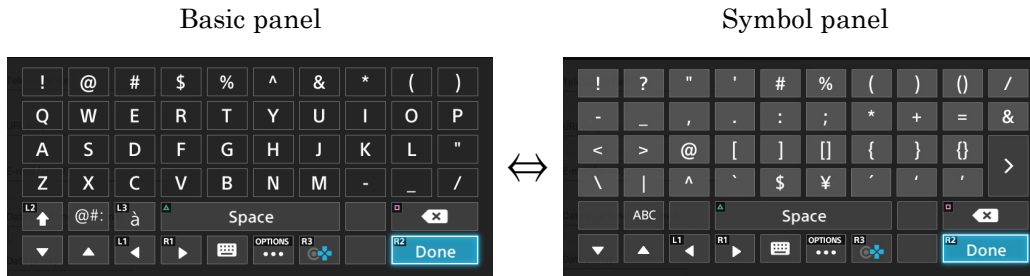 Basic panel
! @ # $ % ^ & * ( )
Q W E R T Y U I O P
A S D F G H J K L "
Z X C V B N M - _ /
L2 @#: L3 à Space
L1 R1 OPTIONS R3 R2 Done
Symbol panel
! ? " ' # % ( ) () /
- _ , . : ; * + = &
< > @ [ ] [] { } {} >
\ | ^ ` $ ¥ ´ ‘ ’
ABC Space
L1 R1 OPTIONS R3 R2 Done